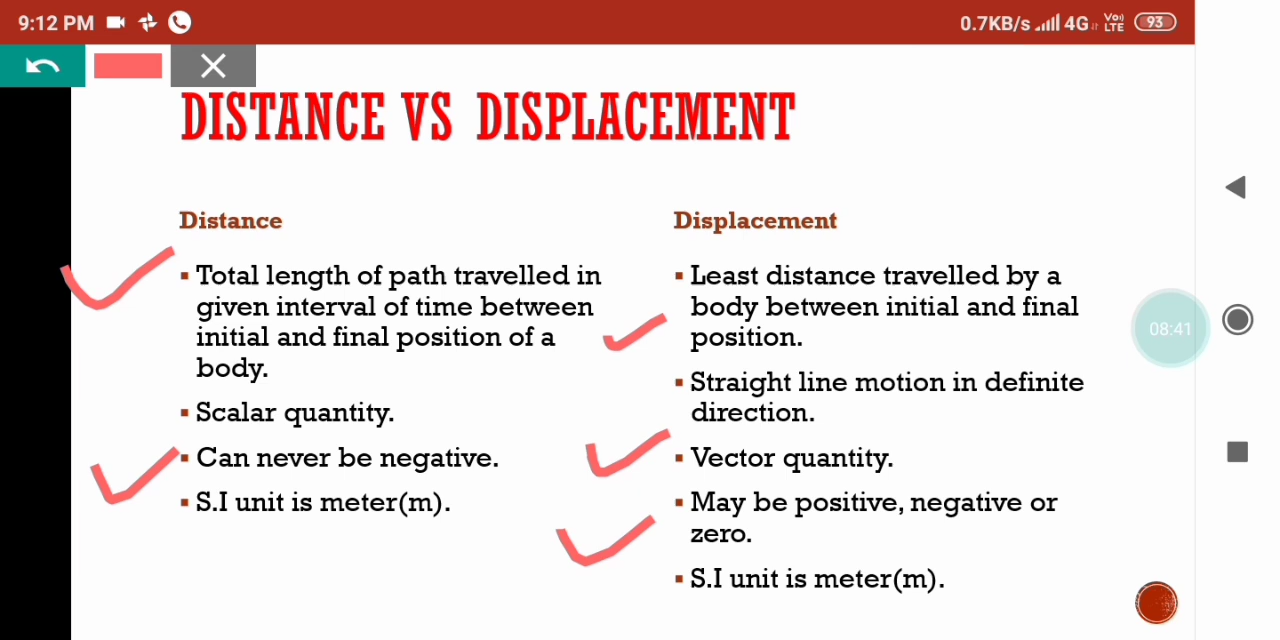 9:12 PM
0.7KB/s 4G Vo) LTE 93
DISTANCE VS DISPLACEMENT
Distance
▪ Total length of path travelled in
given interval of time between
initial and final position of a
body.
▪ Scalar quantity.
▪ Can never be negative.
▪ S.I unit is meter(m).
Displacement
▪ Least distance travelled by a
body between initial and final
position.
▪ Straight line motion in definite
direction.
▪ Vector quantity.
▪ May be positive, negative or
zero.
▪ S.I unit is meter(m).
08:41